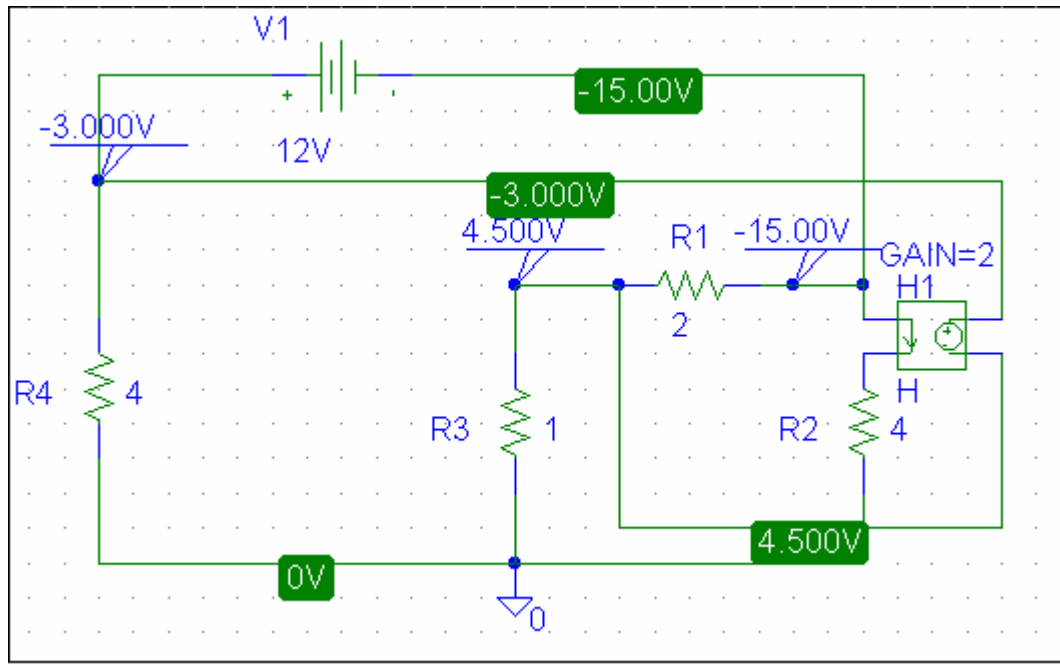 V1
+
-
12V
-15.00V
-3.000V
-3.000V
4.500V
R1
2
-15.00V
GAIN=2
H1
+
-
H
R4
4
R3
1
R2
4
4.500V
0V
0